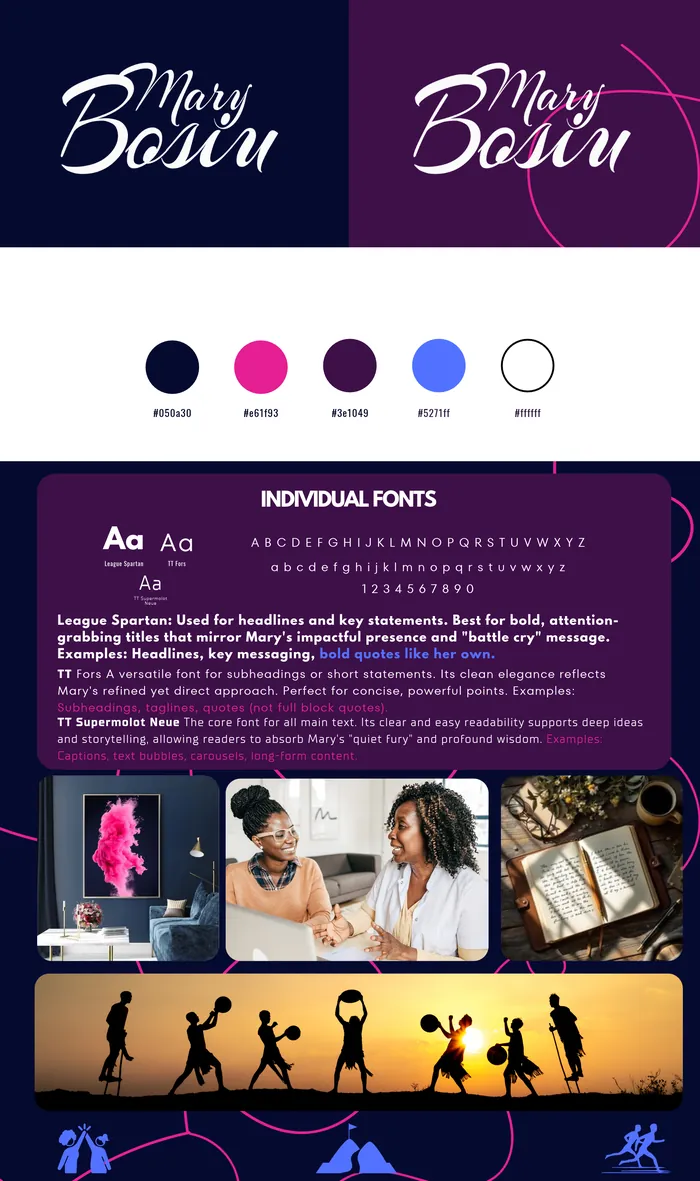 Mary
Bosiu
Mary
Bosiu
#050a30
#e61f93
#3e1049
#5271ff
#ffffff
INDIVIDUAL FONTS
Aa
League Spartan
Aa
TT Fors
Aa
TT Supermolot
Neue
A B C D E F G H I J K L M N O P Q R S T U V W X Y Z
a b c d e f g h i j k l m n o p q r s t u v w x y z
1 2 3 4 5 6 7 8 9 0
League Spartan: Used for headlines and key statements. Best for bold, attention-
grabbing titles that mirror Mary's impactful presence and "battle cry" message.
Examples: Headlines, key messaging, bold quotes like her own.
TT Fors A versatile font for subheadings or short statements. Its clean elegance reflects
Mary's refined yet direct approach. Perfect for concise, powerful points. Examples:
Subheadings, taglines, quotes (not full block quotes).
TT Supermolot Neue The core font for all main text. Its clear and easy readability supports deep ideas
and storytelling, allowing readers to absorb Mary's "quiet fury" and profound wisdom. Examples:
Captions, text bubbles, carousels, long-form content.